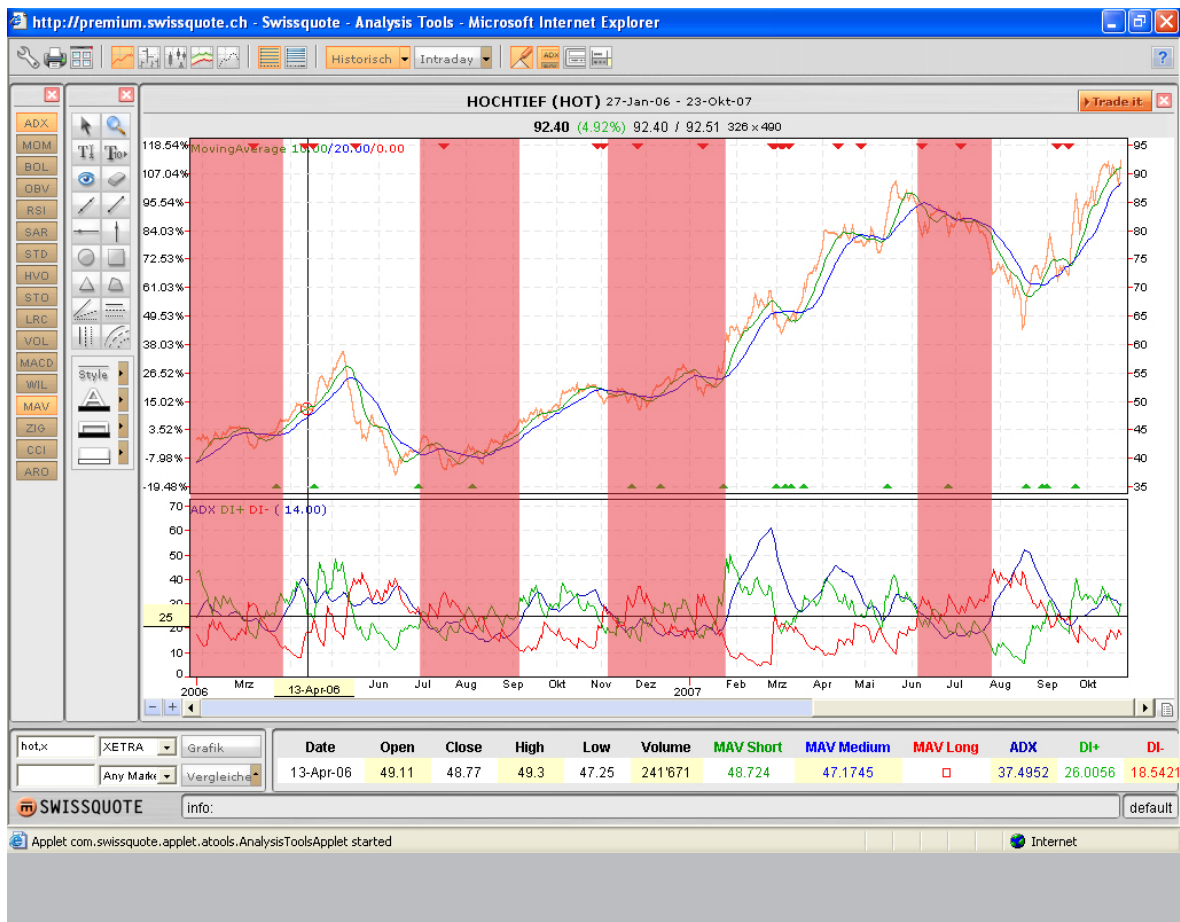 http://premium.swissquote.ch - Swissquote - Analysis Tools - Microsoft Internet Explorer
Historisch Intraday ADX ?
HOCHTIEF (HOT) 27-Jan-06 - 23-Okt-07 Trade it
92.40 (4.92%) 92.40 / 92.51 326 x 490
ADX
MOM
BOL
OBV
RSI
SAR
STD
HVO
STO
LRC
VOL
MACD
WIL
MAV
ZIG
CCI
ARO
Style
MovingAverage 10.00/20.00/0.00
118.54% 95
107.04% 90
95.54% 85
84.03% 80
72.53% 75
61.03% 70
49.53% 65
38.03% 60
26.52% 55
15.02% 50
3.52% 45
-7.98% 40
-19.48% 35
ADX DI+ DI- ( 14.00)
70
60
50
40
30
25
20
10
0
2006 Mrz 13-Apr-06 Jun Jul Aug Sep Okt Nov Dez 2007 Feb Mrz Apr Mai Jun Jul Aug Sep Okt
hot,x XETRA Grafik
Any Marke Vergleiche
Date Open Close High Low Volume MAV Short MAV Medium MAV Long ADX DI+ DI-
13-Apr-06 49.11 48.77 49.3 47.25 241'671 48.724 47.1745 37.4952 26.0056 18.5421
SWISSQUOTE info: default
Applet com.swissquote.applet.atools.AnalysisToolsApplet started Internet